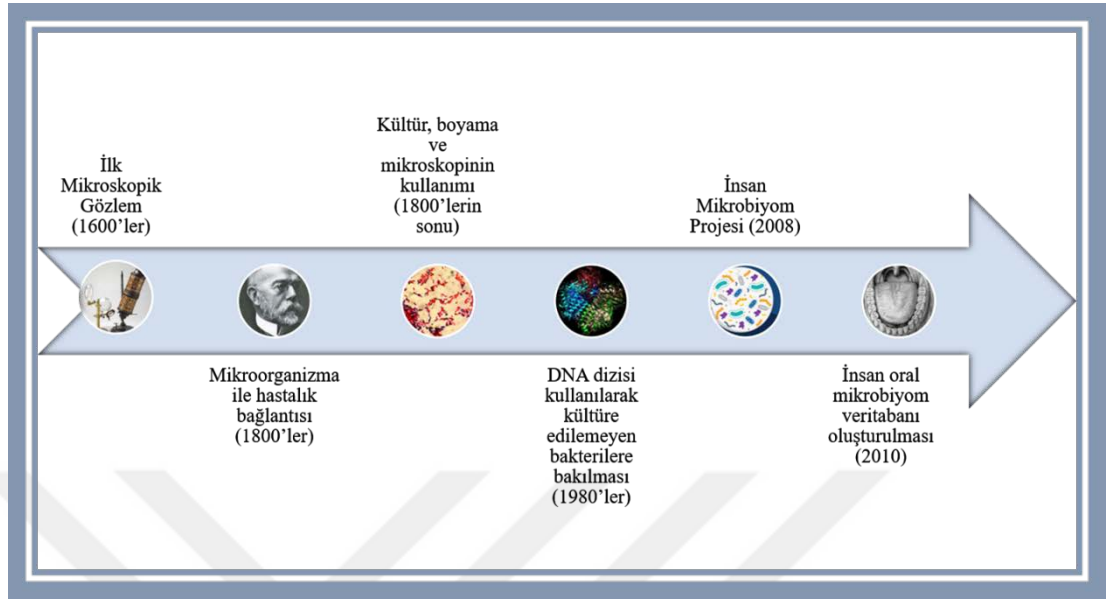 İlk
Mikroskopik
Gözlem
(1600’ler)
Mikroorganizma
ile hastalık
bağlantısı
(1800’ler)
Kültür, boyama
ve
mikroskopinin
kullanımı
(1800’lerin
sonu)
DNA dizisi
kullanılarak
kültüre
edilemeyen
bakterilere
bakılması
(1980’ler)
İnsan
Mikrobiyom
Projesi (2008)
İnsan oral
mikrobiyom
veritabanı
oluşturulması
(2010)